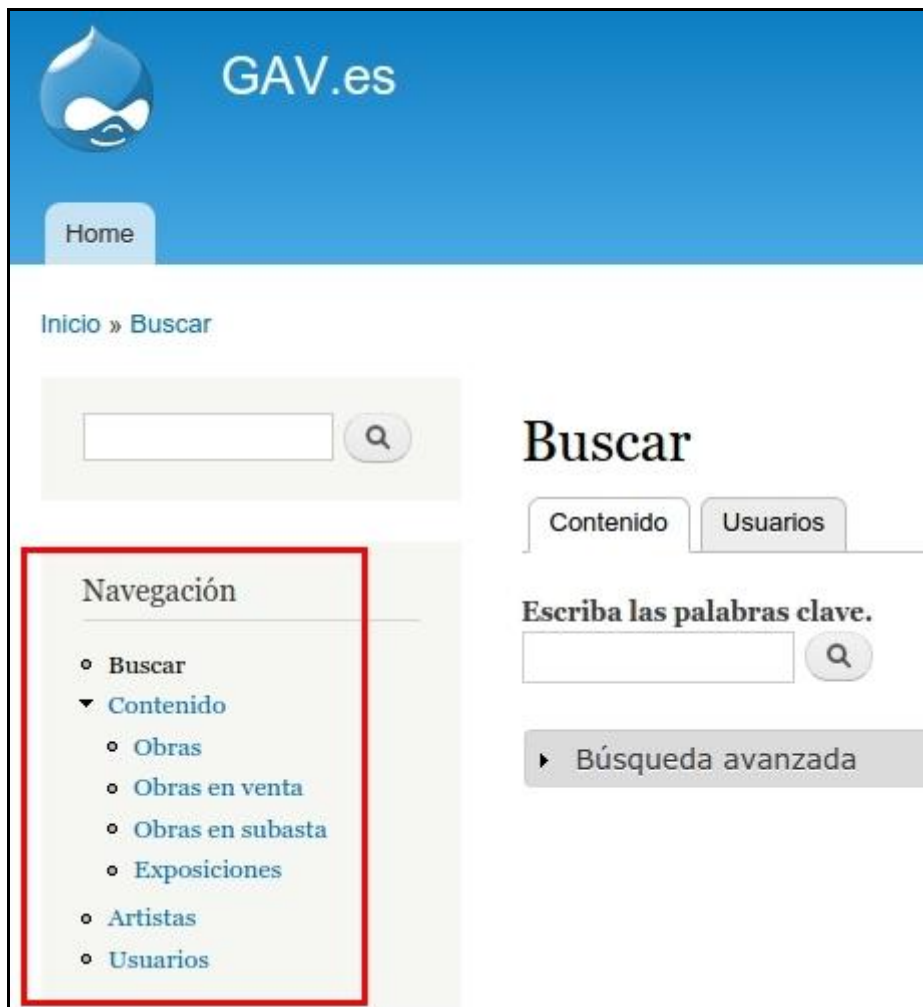 GAV.es
Home
Inicio » Buscar
Buscar
Contenido
Usuarios
Escriba las palabras clave.
Búsqueda avanzada
Navegación
Buscar
Contenido
Obras
Obras en venta
Obras en subasta
Exposiciones
Artistas
Usuarios